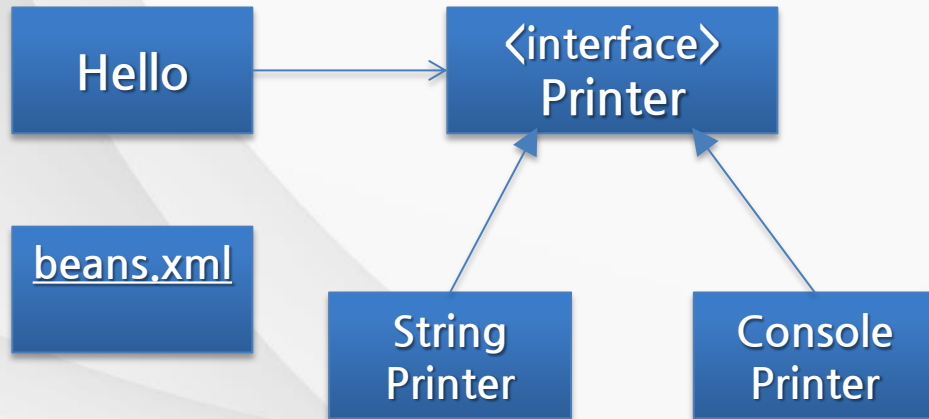 Hello
<interface>
Printer
beans.xml
String
Printer
Console
Printer